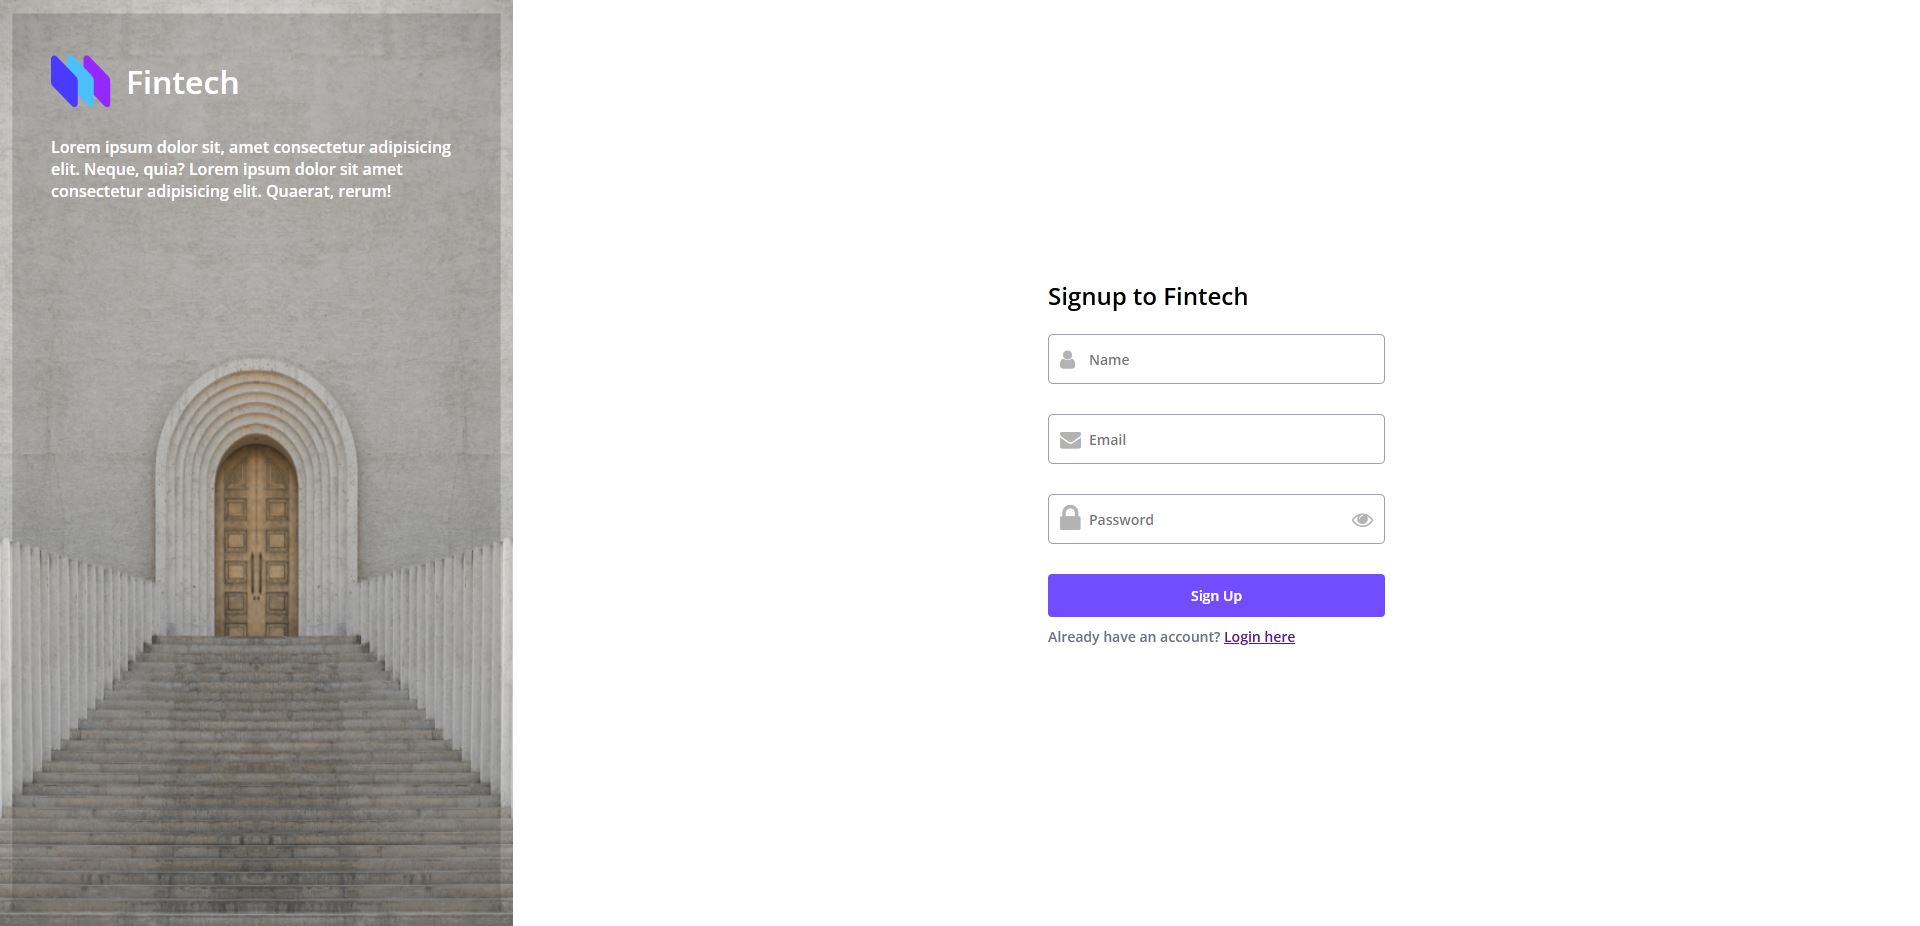 Fintech
Lorem ipsum dolor sit, amet consectetur adipisicing
elit. Neque, quia? Lorem ipsum dolor sit amet
consectetur adipisicing elit. Quaerat, rerum!
Signup to Fintech
Name
Email
Password
Sign Up
Already have an account? Login here